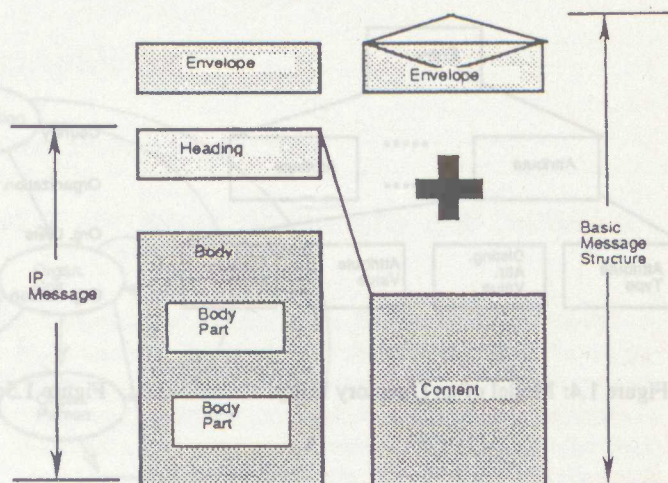 Envelope
Envelope
Heading
Body
Body
Part
Body
Part
IP
Message
Content
Basic
Message
Structure